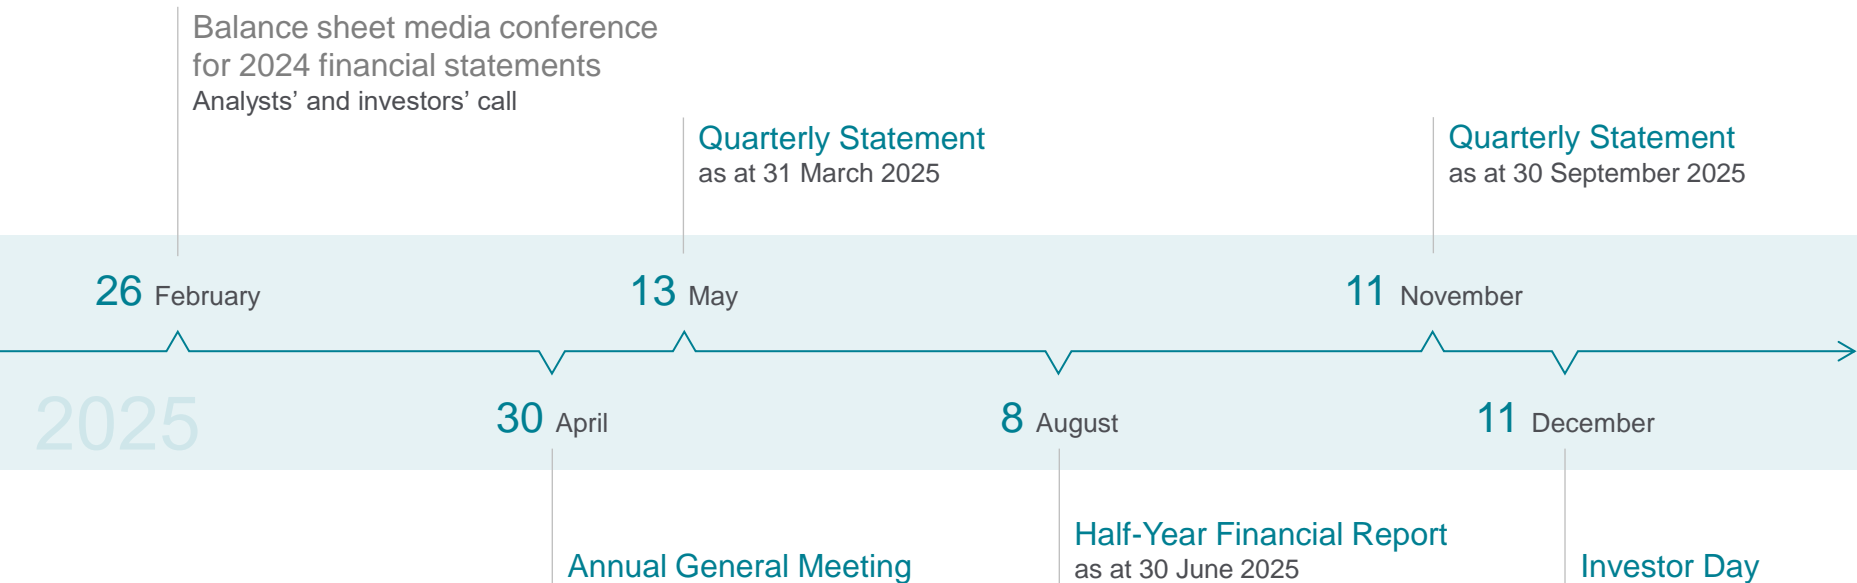 Balance sheet media conference
for 2024 financial statements
Analysts’ and investors’ call
Quarterly Statement
as at 31 March 2025
Quarterly Statement
as at 30 September 2025
26 February
13 May
11 November
2025
30 April
8 August
11 December
Annual General Meeting
Half-Year Financial Report
as at 30 June 2025
Investor Day